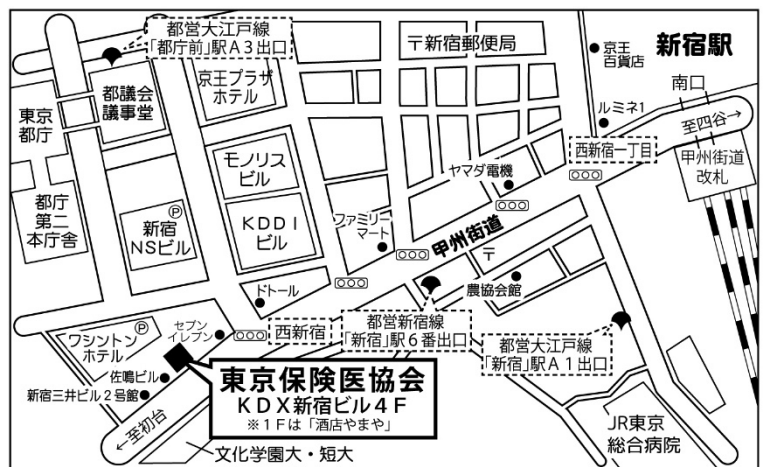 都営大江戸線
「都庁前」駅A3出口
〒新宿郵便局
京王
百貨店
新宿駅
南口
ルミネ1
至四谷→
西新宿一丁目
甲州街道
改札
東京
都庁
都議会
議事堂
京王プラザ
ホテル
モノリス
ビル
ヤマダ電機
都庁
第二
本庁舎
Ⓟ
新宿
NSビル
KDDI
ビル
ファミリー
マート
甲州街道
〒
農協会館
ドトール
都営新宿線
「新宿」駅6番出口
都営大江戸線
「新宿」駅A1出口
ワシントン
ホテル
Ⓟ
セブン
イレブン
西新宿
佐鳴ビル
新宿三井ビル2号館
東京保険医協会
KDX新宿ビル4F
※1Fは「酒店やまや」
←至初台
文化学園大・短大
JR東京
総合病院